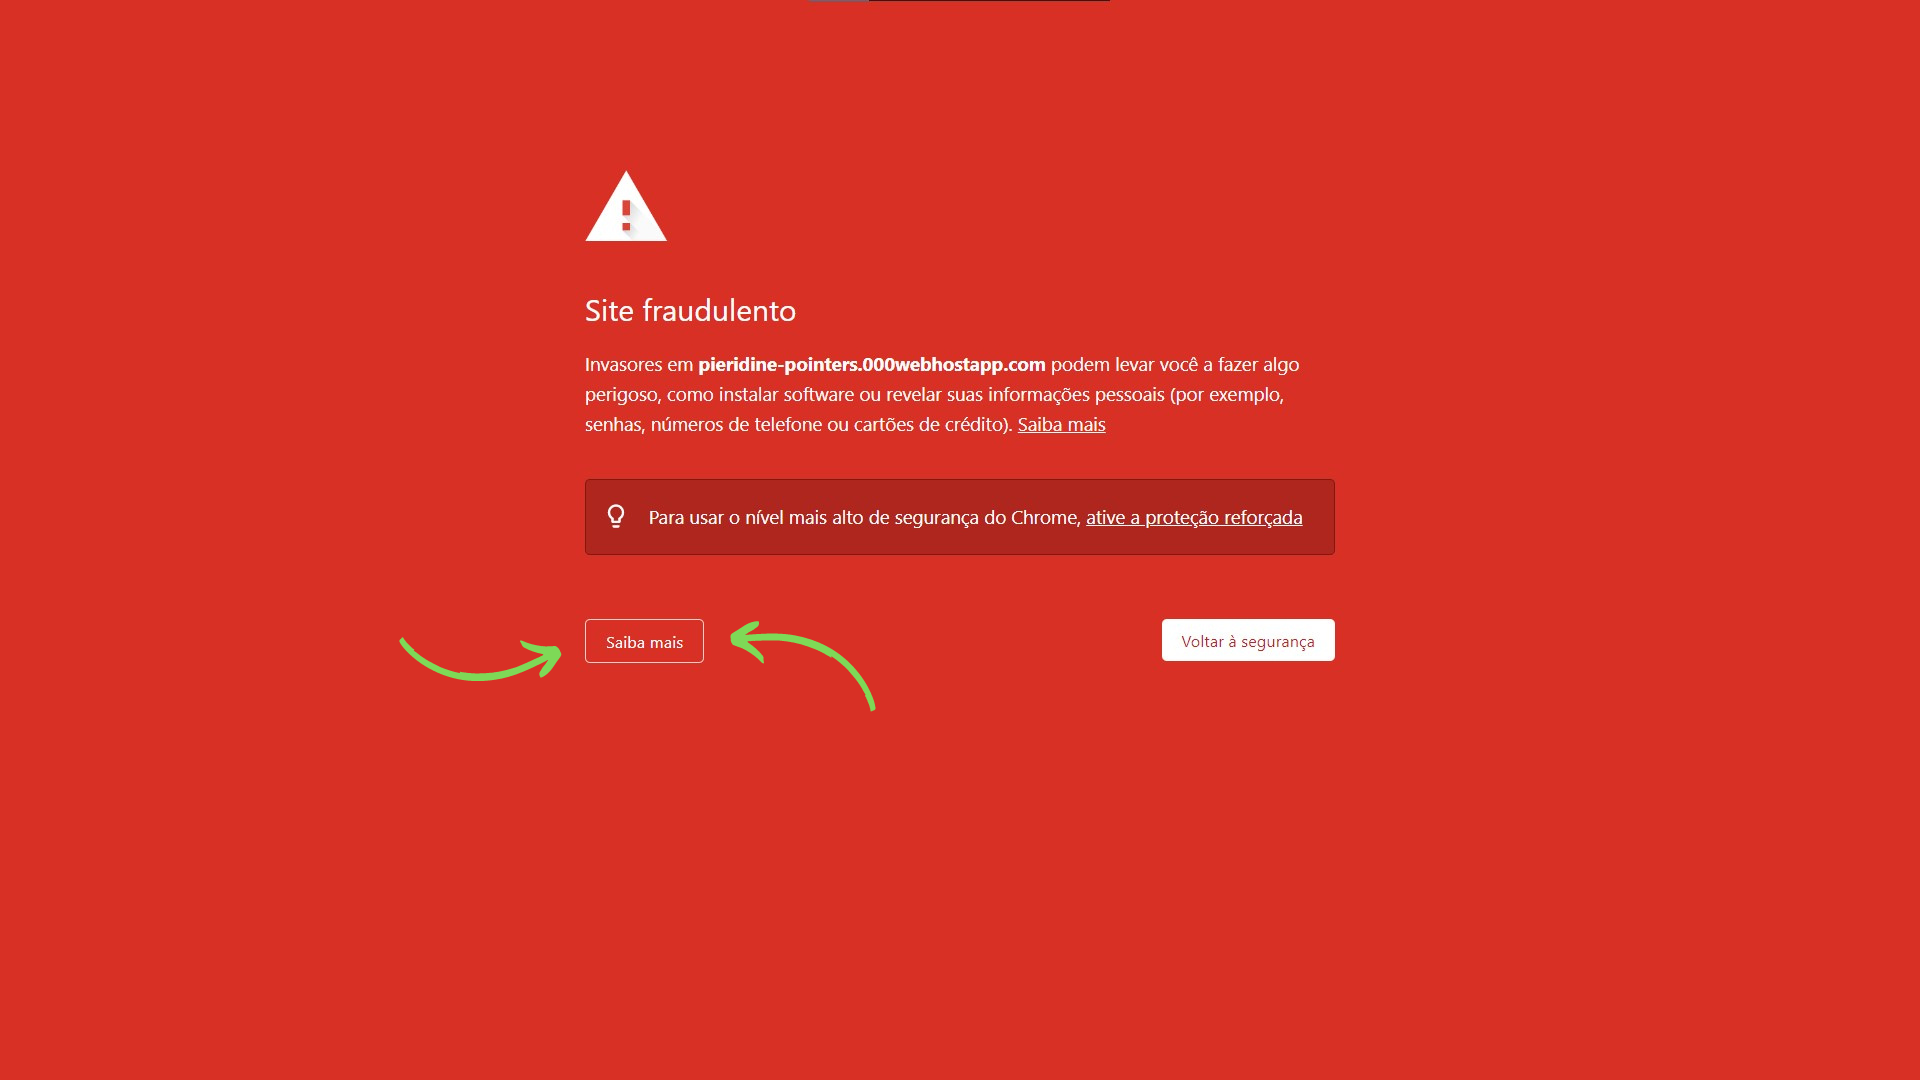 Site fraudulento
Invasores em pieridine-pointers.000webhostapp.com podem levar você a fazer algo
perigoso, como instalar software ou revelar suas informações pessoais (por exemplo,
senhas, números de telefone ou cartões de crédito). Saiba mais
Para usar o nível mais alto de segurança do Chrome, ative a proteção reforçada
Saiba mais
Voltar à segurança